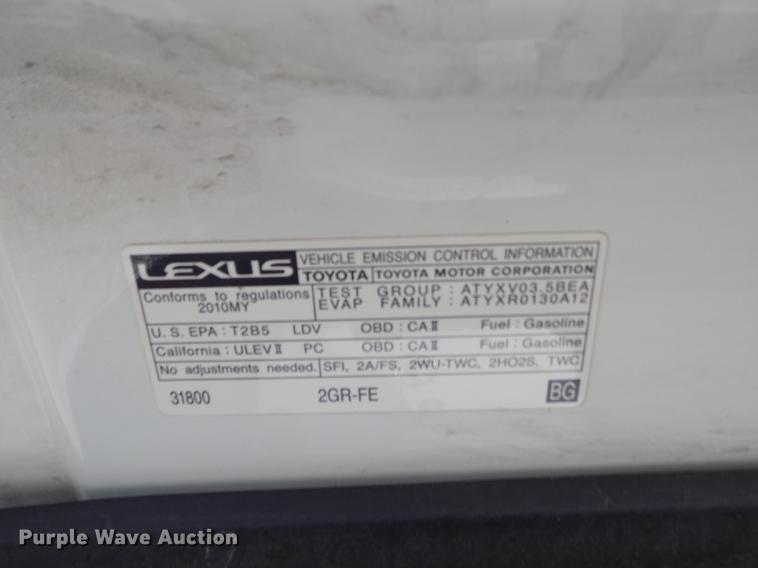 LEXUS VEHICLE EMISSION CONTROL INFORMATION
TOYOTA TOYOTA MOTOR CORPORATION
Conforms to regulations
2010MY
TEST GROUP : ATYXV03.5BEA
EVAP FAMILY : ATYXR0130A12
U. S. EPA : T2B5 LDV OBD : CAⅡ Fuel : Gasoline
California : ULEVⅡ PC OBD : CAⅡ Fuel : Gasoline
No adjustments needed. SFI, 2A/FS, 2WU-TWC, 2HO2S, TWC
31800 2GR-FE BG
Purple Wave Auction